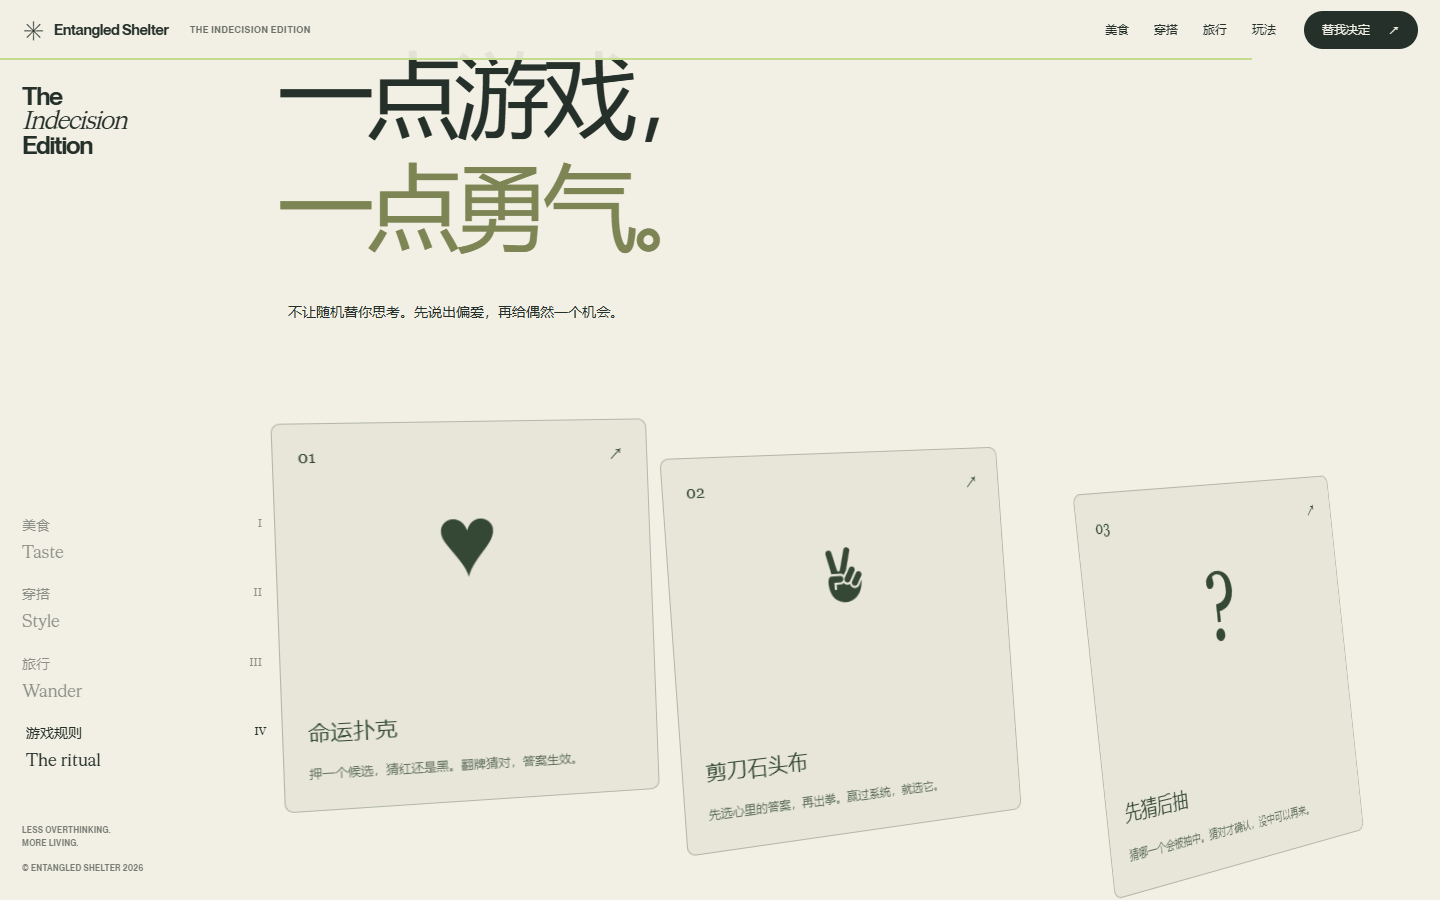 Entangled Shelter
THE INDECISION EDITION
美食
穿搭
旅行
玩法
替我决定 ↗
The
Indecision
Edition
一点游戏，
一点勇气。
不让随机替你思考。先说出偏爱，再给偶然一个机会。
美食 I
Taste
穿搭 II
Style
旅行 III
Wander
游戏规则 IV
The ritual
LESS OVERTHINKING.
MORE LIVING.
© ENTANGLED SHELTER 2026
01 ↗
♥
命运扑克
押一个候选，猜红还是黑。翻牌猜对，答案生效。
02 ↗
✌
剪刀石头布
先选心里的答案，再出拳。赢过系统，就选它。
03 ↗
?
先猜后抽
猜哪一个会被抽中。猜对才确认，没中可以再来。